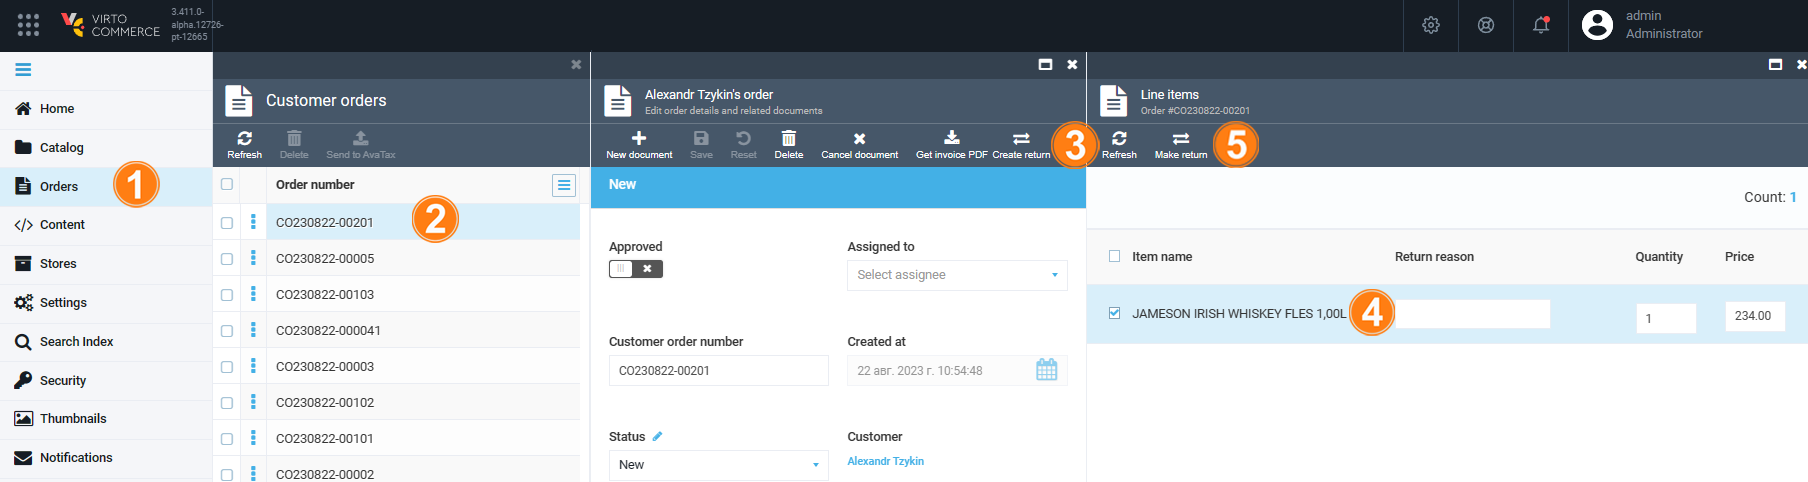 VIRTO
COMMERCE
3.411.0-
alpha.12726-
pt-12665
admin
Administrator
Home
Catalog
Orders
1
Content
Stores
Settings
Search Index
Security
Thumbnails
Notifications
Customer orders
Refresh
Delete
Send to AvaTax
Order number
CO230822-00201
2
CO230822-00005
CO230822-00103
CO230822-000041
CO230822-00003
CO230822-00102
CO230822-00101
CO230822-00002
Alexandr Tzykin's order
Edit order details and related documents
New document
Save
Reset
Delete
Cancel document
Get invoice PDF
Create return
3
New
Approved
Assigned to
Select assignee
Customer order number
Created at
CO230822-00201
22 авг. 2023 г. 10:54:48
Status
Customer
New
Alexandr Tzykin
Line items
Order #CO230822-00201
Refresh
Make return
5
Count: 1
Item name
Return reason
Quantity
Price
JAMESON IRISH WHISKEY FLES 1,00L
4
1
234.00